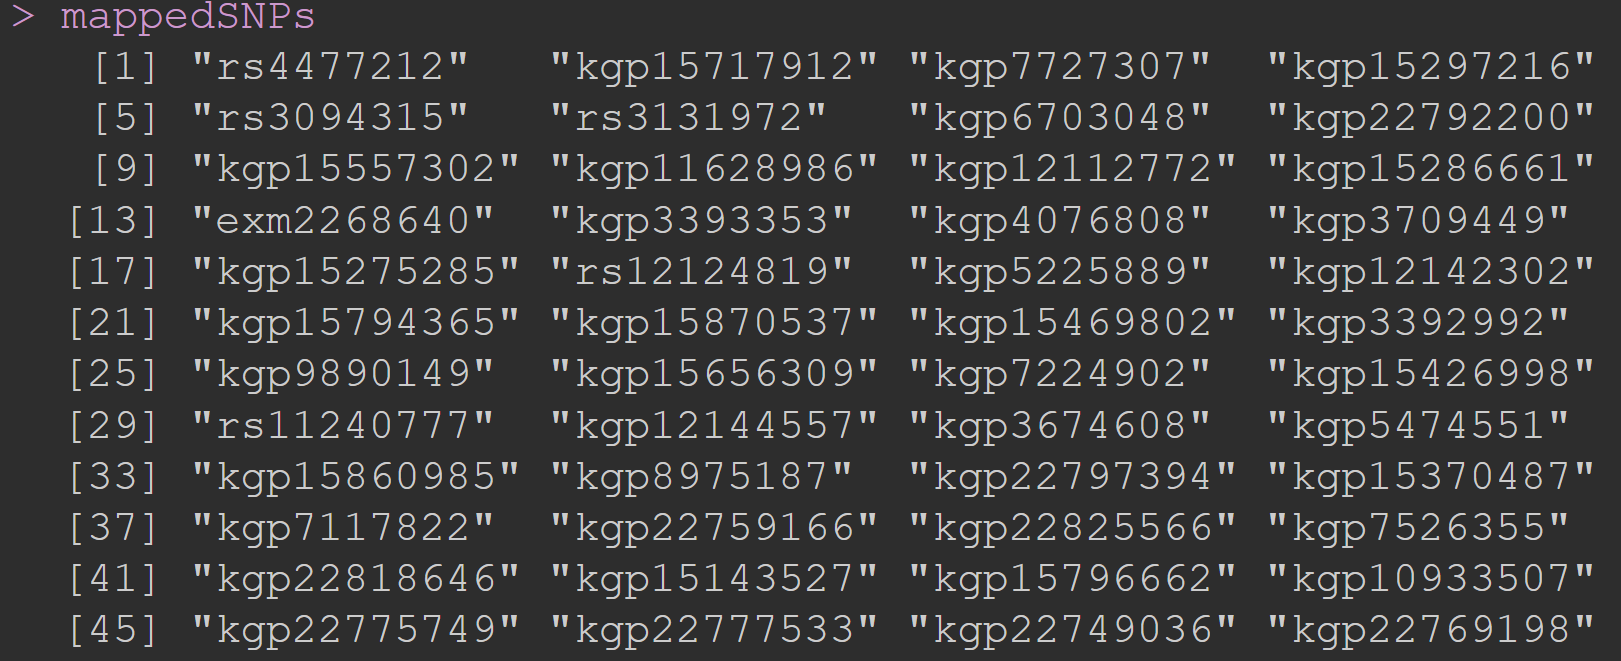 > mappedSNPs
[1] "rs4477212" "kgp15717912" "kgp7727307" "kgp15297216"
[5] "rs3094315" "rs3131972" "kgp6703048" "kgp22792200"
[9] "kgp15557302" "kgp11628986" "kgp12112772" "kgp15286661"
[13] "exm2268640" "kgp3393353" "kgp4076808" "kgp3709449"
[17] "kgp15275285" "rs12124819" "kgp5225889" "kgp12142302"
[21] "kgp15794365" "kgp15870537" "kgp15469802" "kgp3392992"
[25] "kgp9890149" "kgp15656309" "kgp7224902" "kgp15426998"
[29] "rs11240777" "kgp12144557" "kgp3674608" "kgp5474551"
[33] "kgp15860985" "kgp8975187" "kgp22797394" "kgp15370487"
[37] "kgp7117822" "kgp22759166" "kgp22825566" "kgp7526355"
[41] "kgp22818646" "kgp15143527" "kgp15796662" "kgp10933507"
[45] "kgp22775749" "kgp22777533" "kgp22749036" "kgp22769198"